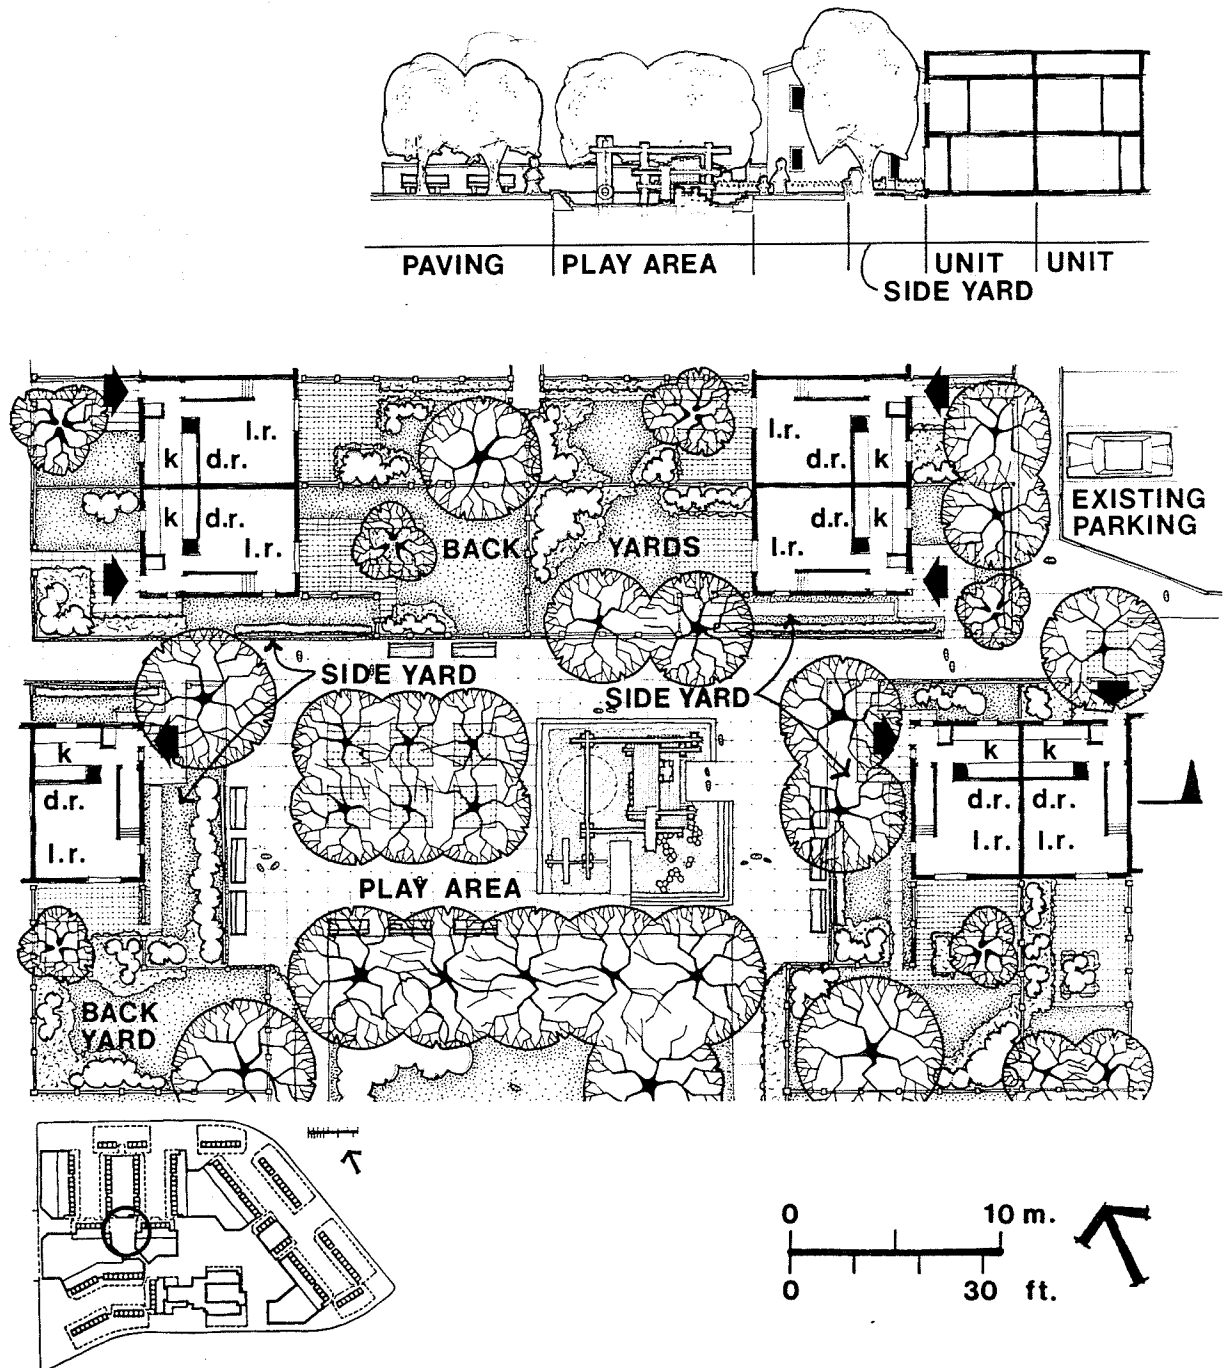 PAVING PLAY AREA UNIT UNIT
SIDE YARD
l.r. l.r.
k d.r. d.r. k
k d.r. d.r. k
l.r. l.r.
EXISTING
PARKING
BACK YARDS
SIDE YARD SIDE YARD
k k k
d.r. d.r. d.r.
l.r. l.r. l.r.
PLAY AREA
BACK
YARD
0 10 m.
0 30 ft.